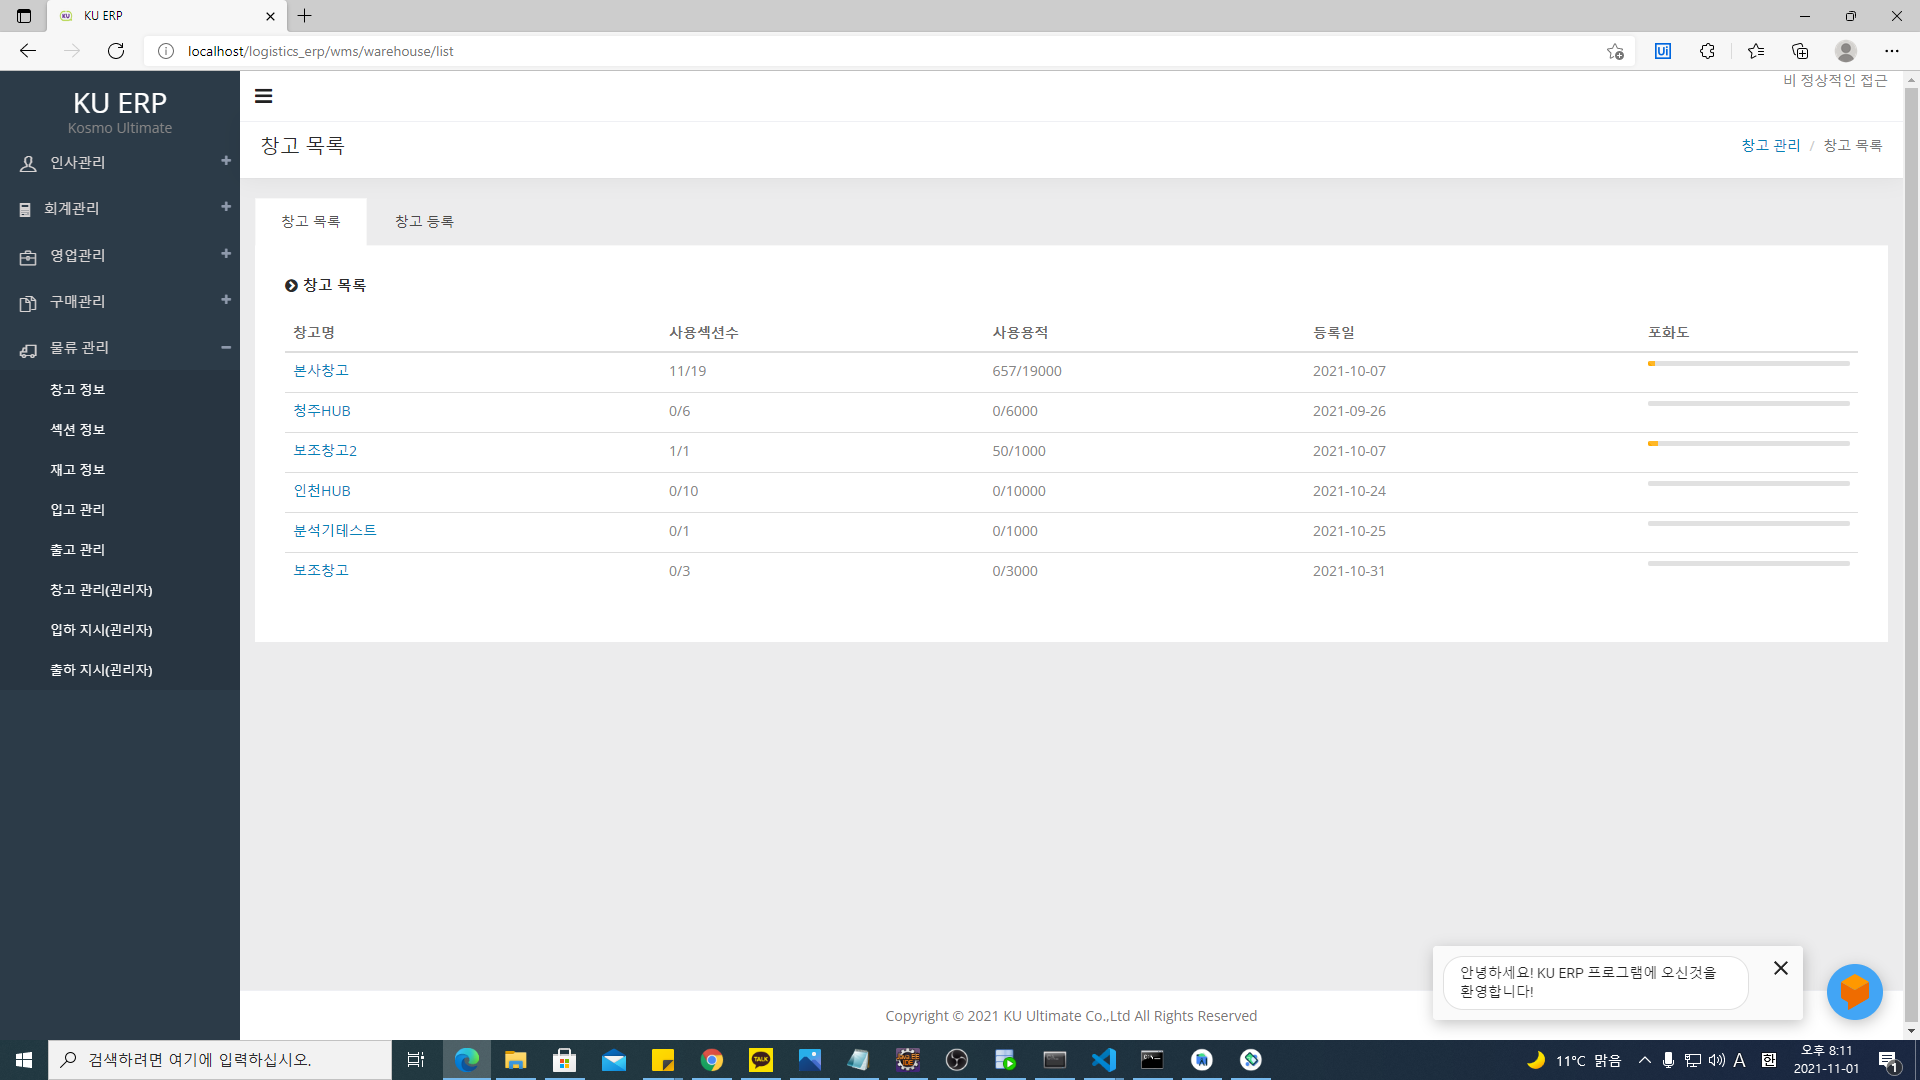 KU ERP
localhost/logistics_erp/wms/warehouse/list
Ui
KU ERP
Kosmo Ultimate
인사관리
회계관리
영업관리
구매관리
물류 관리
창고 정보
섹션 정보
재고 정보
입고 관리
출고 관리
창고 관리(관리자)
입하 지시(관리자)
출하 지시(관리자)
비 정상적인 접근
창고 목록
창고 관리 / 창고 목록
창고 목록 창고 등록
창고 목록
창고명 사용섹션수 사용용적 등록일 포화도
본사창고 11/19 657/19000 2021-10-07
청주HUB 0/6 0/6000 2021-09-26
보조창고2 1/1 50/1000 2021-10-07
인천HUB 0/10 0/10000 2021-10-24
분석기테스트 0/1 0/1000 2021-10-25
보조창고 0/3 0/3000 2021-10-31
안녕하세요! KU ERP 프로그램에 오신것을
환영합니다!
Copyright © 2021 KU Ultimate Co.,Ltd All Rights Reserved
검색하려면 여기에 입력하십시오.
TALK
11°C 맑음
A
한
오후 8:11
2021-11-01
1